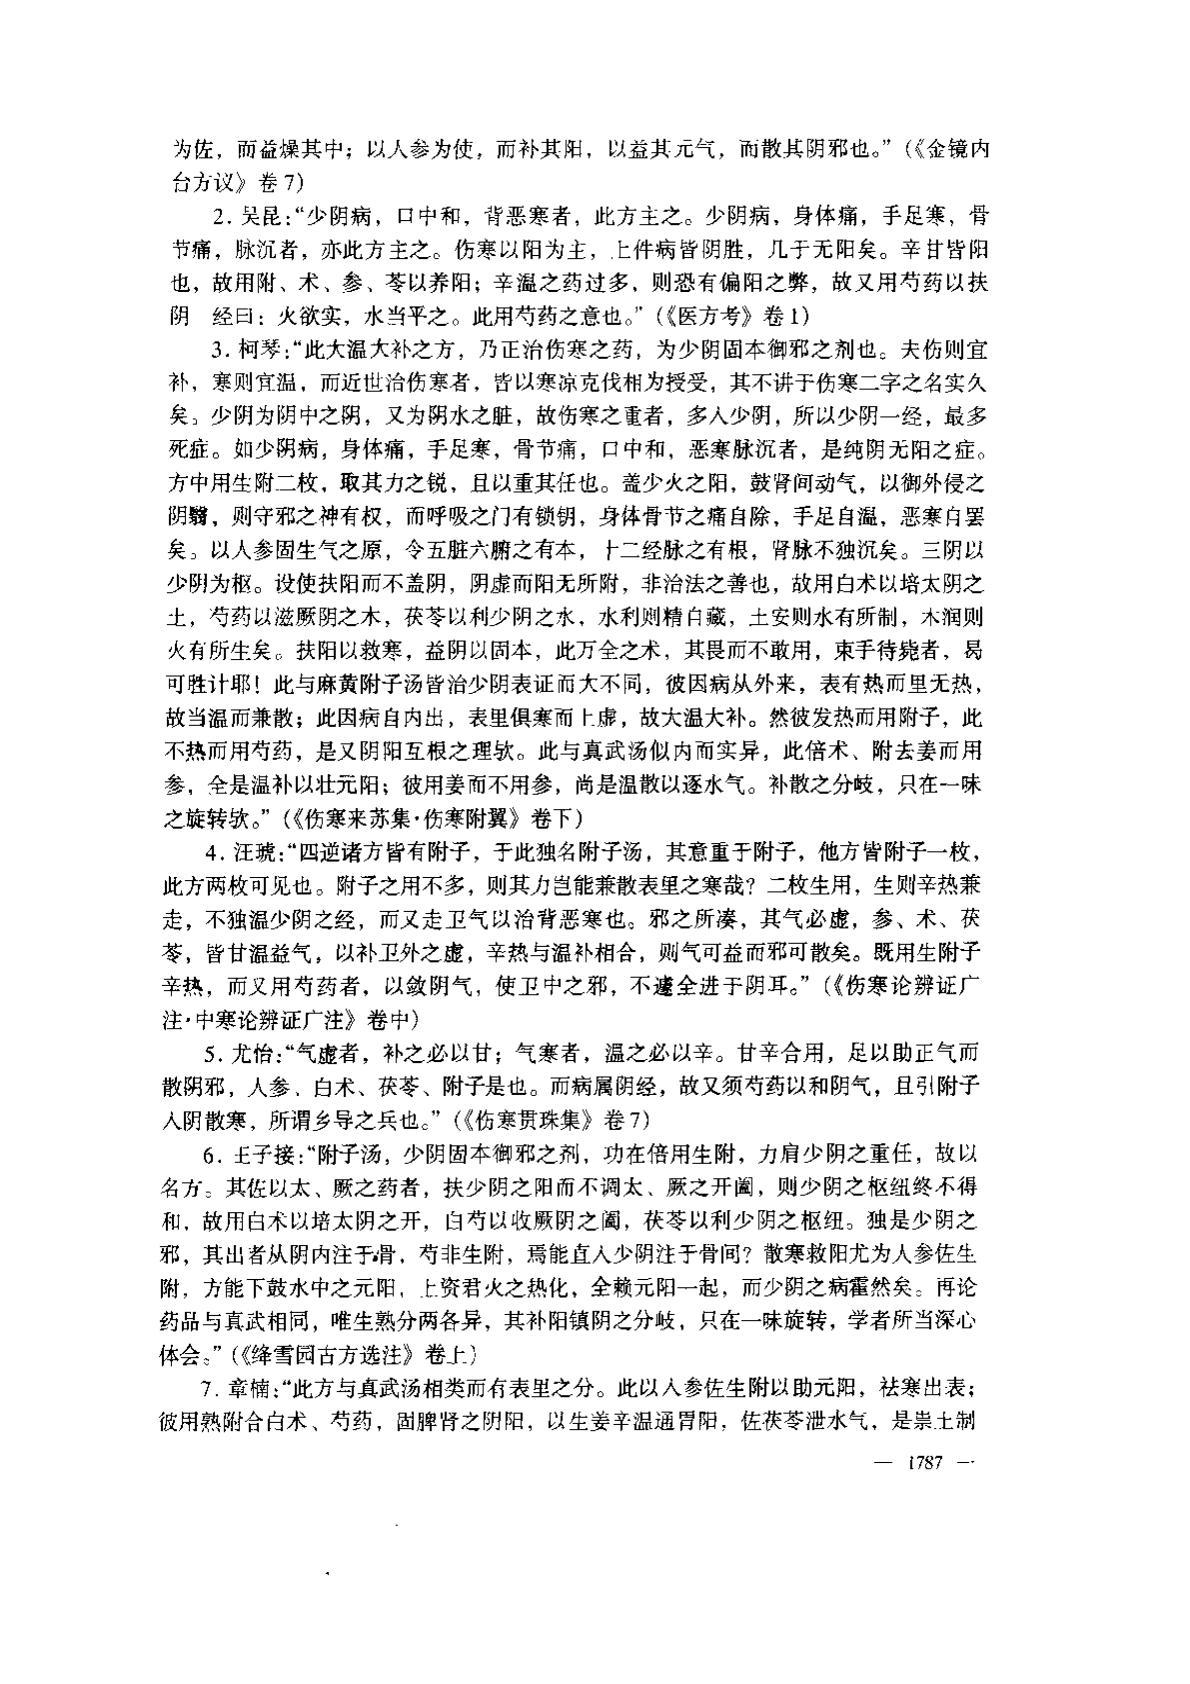 为佐，而益燥其中；以人参为使，而补其阳，以益其元气，而散其阴邪也。”（《金镜内
台方议》卷7）
2. 吴昆：“少阴病，口中和，背恶寒者，此方主之。少阴病，身体痛，手足寒，骨
节痛，脉沉者，亦此方主之。伤寒以阳为主，上件病皆阴胜，几于无阳矣。辛甘皆阳
也，故用附、术、参、苓以养阳；辛温之药过多，则恐有偏阳之弊，故又用芍药以扶
阴　经曰：火欲实，水当平之。此用芍药之意也。”（《医方考》卷1）
3. 柯琴：“此大温大补之方，乃正治伤寒之药，为少阴固本御邪之剂也。夫伤则宜
补，寒则宜温，而近世治伤寒者，皆以寒凉克伐相为授受，其不讲于伤寒二字之名实久
矣。少阴为阴中之阴，又为阴水之脏，故伤寒之重者，多入少阴，所以少阴一经，最多
死症。如少阴病，身体痛，手足寒，骨节痛，口中和，恶寒脉沉者，是纯阴无阳之症。
方中用生附二枚，取其力之锐，且以重其任也。盖少火之阳，鼓肾间动气，以御外侵之
阴翳，则守邪之神有权，而呼吸之门有锁钥，身体骨节之痛自除，手足自温，恶寒自罢
矣。以人参固生气之原，令五脏六腑之有本，十二经脉之有根，肾脉不独沉矣。三阴以
少阴为枢。设使扶阳而不盖阴，阴虚而阳无所附，非治法之善也，故用白术以培太阴之
土，芍药以滋厥阴之木，茯苓以利少阴之水，水利则精自藏，土安则水有所制，木润则
火有所生矣。扶阳以救寒，益阴以固本，此万全之术，其畏而不敢用，束手待毙者，曷
可胜计耶！此与麻黄附子汤皆治少阴表证而大不同，彼因病从外来，表有热而里无热，
故当温而兼散；此因病自内出，表里俱寒而上虚，故大温大补。然彼发热而用附子，此
不热而用芍药，是又阴阳互根之理欤。此与真武汤似内而实异，此倍术、附去姜而用
参，全是温补以壮元阳；彼用姜而不用参，尚是温散以逐水气。补散之分歧，只在一味
之旋转欤。”（《伤寒来苏集·伤寒附翼》卷下）
4. 汪琥：“四逆诸方皆有附子，于此独名附子汤，其意重于附子，他方皆附子一枚，
此方两枚可见也。附子之用不多，则其力岂能兼散表里之寒哉？二枚生用，生则辛热兼
走，不独温少阴之经，而又走卫气以治背恶寒也。邪之所凑，其气必虚，参、术、茯
苓，皆甘温益气，以补卫外之虚，辛热与温补相合，则气可益而邪可散矣。既用生附子
辛热，而又用芍药者，以敛阴气，使卫中之邪，不遽全进于阴耳。”（《伤寒论辨证广
注·中寒论辨证广注》卷中）
5. 尤怡：“气虚者，补之必以甘；气寒者，温之必以辛。甘辛合用，足以助正气而
散阴邪，人参、白术、茯苓、附子是也。而病属阴经，故又须芍药以和阴气，且引附子
入阴散寒，所谓乡导之兵也。”（《伤寒贯珠集》卷7）
6. 王子接：“附子汤，少阴固本御邪之剂，功在倍用生附，力肩少阴之重任，故以
名方。其佐以太、厥之药者，扶少阴之阳而不调太、厥之开阖，则少阴之枢纽终不得
和，故用白术以培太阴之开，白芍以收厥阴之阖，茯苓以利少阴之枢纽。独是少阴之
邪，其出者从阴内注于骨，芍非生附，焉能直入少阴注于骨间？散寒救阳尤为人参佐生
附，方能下鼓水中之元阳，上资君火之热化，全赖元阳一起，而少阴之病霍然矣。再论
药品与真武相同，唯生熟分两各异，其补阳镇阴之分歧，只在一味旋转，学者所当深心
体会。”（《绛雪园古方选注》卷上）
7. 章楠：“此方与真武汤相类而有表里之分。此以人参佐生附以助元阳，祛寒出表；
彼用熟附合白术、芍药，固脾肾之阴阳，以生姜辛温通胃阳，佐茯苓泄水气，是崇土制
— 1787 —